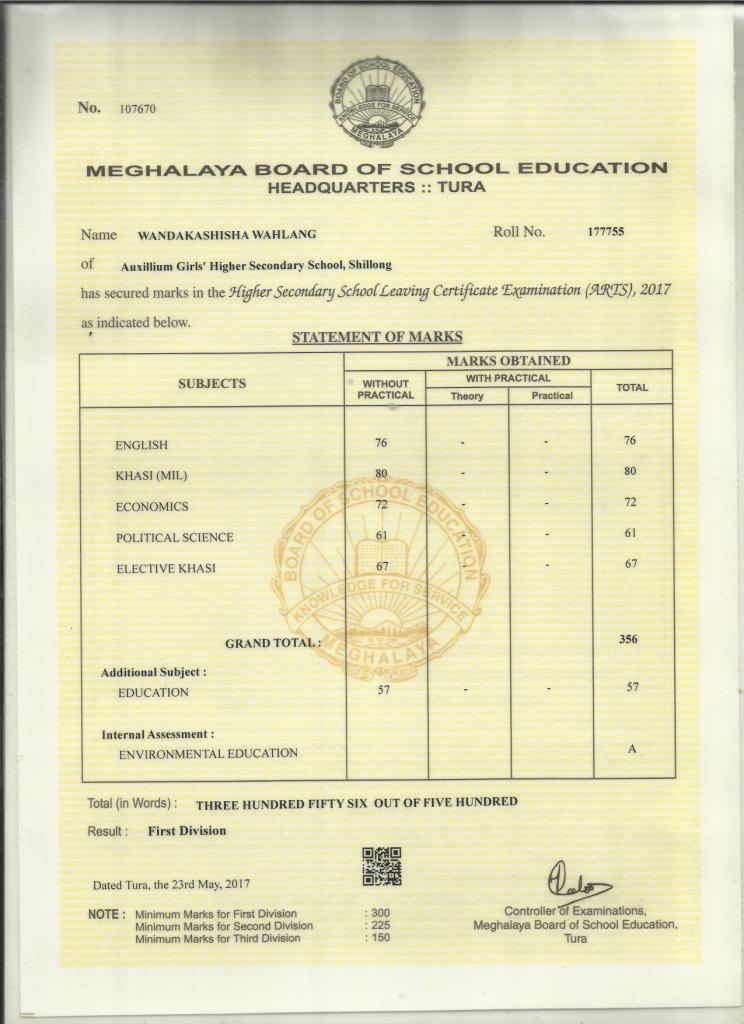 BOARD OF SCHOOL EDUCATION
KNOWLEDGE FOR SERVICE
MEGHALAYA
No. 107670
MEGHALAYA BOARD OF SCHOOL EDUCATION
HEADQUARTERS :: TURA
Name WANDAKASHISHA WAHLANG Roll No. 177755
of Auxillium Girls' Higher Secondary School, Shillong
has secured marks in the Higher Secondary School Leaving Certificate Examination (ARTS), 2017
as indicated below.
STATEMENT OF MARKS
SUBJECTS MARKS OBTAINED
WITHOUT PRACTICAL WITH PRACTICAL TOTAL
Theory Practical
ENGLISH 76 - - 76
KHASI (MIL) 80 - - 80
ECONOMICS 72 - - 72
POLITICAL SCIENCE 61 - - 61
ELECTIVE KHASI 67 - - 67
BOARD OF SCHOOL EDUCATION
KNOWLEDGE FOR SERVICE
MEGHALAYA
GRAND TOTAL : 356
Additional Subject :
EDUCATION 57 - - 57
Internal Assessment :
ENVIRONMENTAL EDUCATION A
Total (in Words) : THREE HUNDRED FIFTY SIX OUT OF FIVE HUNDRED
Result : First Division
Dated Tura, the 23rd May, 2017
NOTE : Minimum Marks for First Division : 300
Minimum Marks for Second Division : 225
Minimum Marks for Third Division : 150
Controller of Examinations,
Meghalaya Board of School Education,
Tura